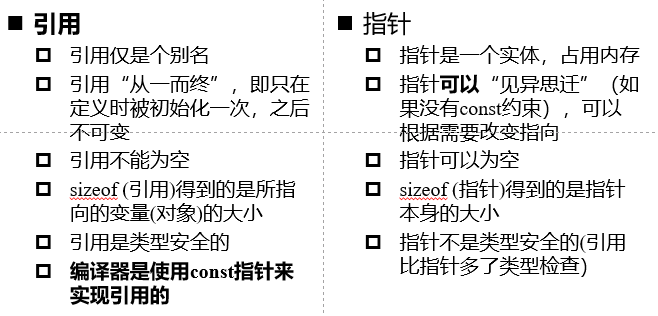 引用
引用仅是个别名
引用“从一而终”，即只在
定义时被初始化一次，之后
不可变
引用不能为空
sizeof (引用)得到的是所指
向的变量(对象)的大小
引用是类型安全的
编译器是使用const指针来
实现引用的
指针
指针是一个实体，占用内存
指针可以“见异思迁”（如
果没有const约束），可以
根据需要改变指向
指针可以为空
sizeof (指针)得到的是指针
本身的大小
指针不是类型安全的(引用
比指针多了类型检查）